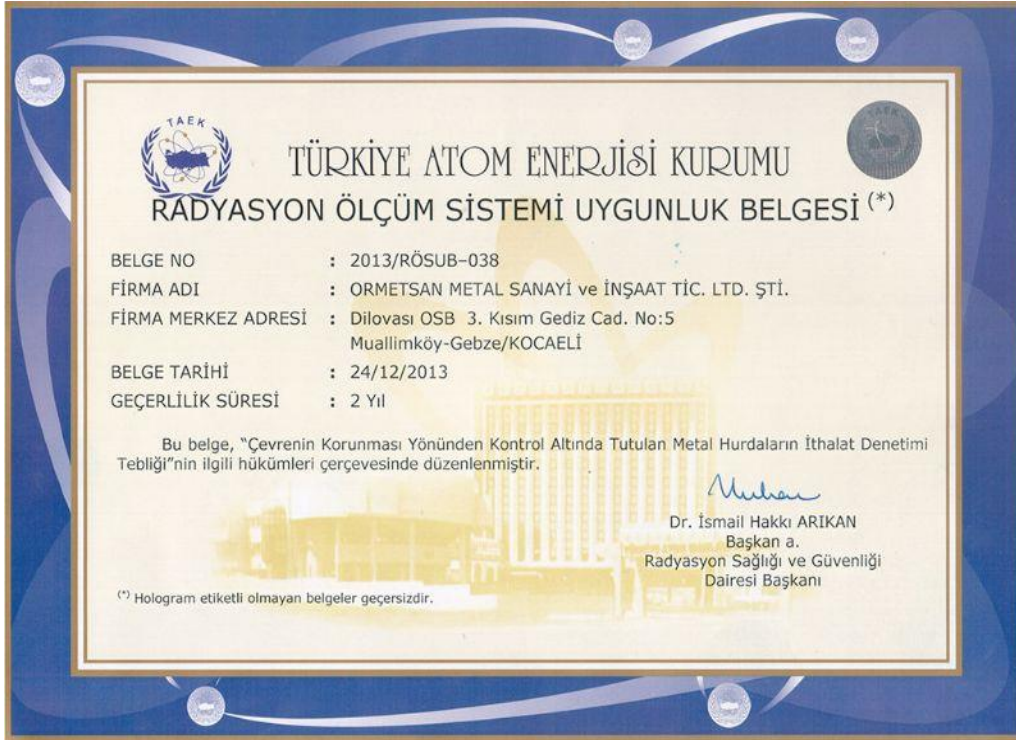 TAEK
TAEK
TÜRKİYE ATOM ENERJİSİ KURUMU
RADYASYON ÖLÇÜM SİSTEMİ UYGUNLUK BELGESİ (*)
BELGE NO : 2013/RÖSUB-038
FİRMA ADI : ORMETSAN METAL SANAYİ ve İNŞAAT TİC. LTD. ŞTİ.
FİRMA MERKEZ ADRESİ : Dilovası OSB 3. Kısım Gediz Cad. No:5
Muallimköy-Gebze/KOCAELİ
BELGE TARİHİ : 24/12/2013
GEÇERLİLİK SÜRESİ : 2 Yıl
Bu belge, "Çevrenin Korunması Yönünden Kontrol Altında Tutulan Metal Hurdaların İthalat Denetimi
Tebliği"nin ilgili hükümleri çerçevesinde düzenlenmiştir.
Dr. İsmail Hakkı ARIKAN
Başkan a.
Radyasyon Sağlığı ve Güvenliği
Dairesi Başkanı
(*) Hologram etiketli olmayan belgeler geçersizdir.